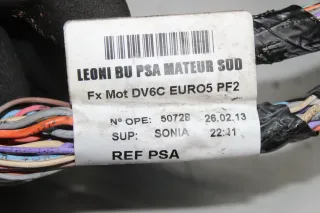 LEONI BU PSA MATEUR SUD
Fx Mot DV6C EURO5 PF2
N° OPE: 50728 26.02.13
SUP: SONIA 22:41
REF PSA